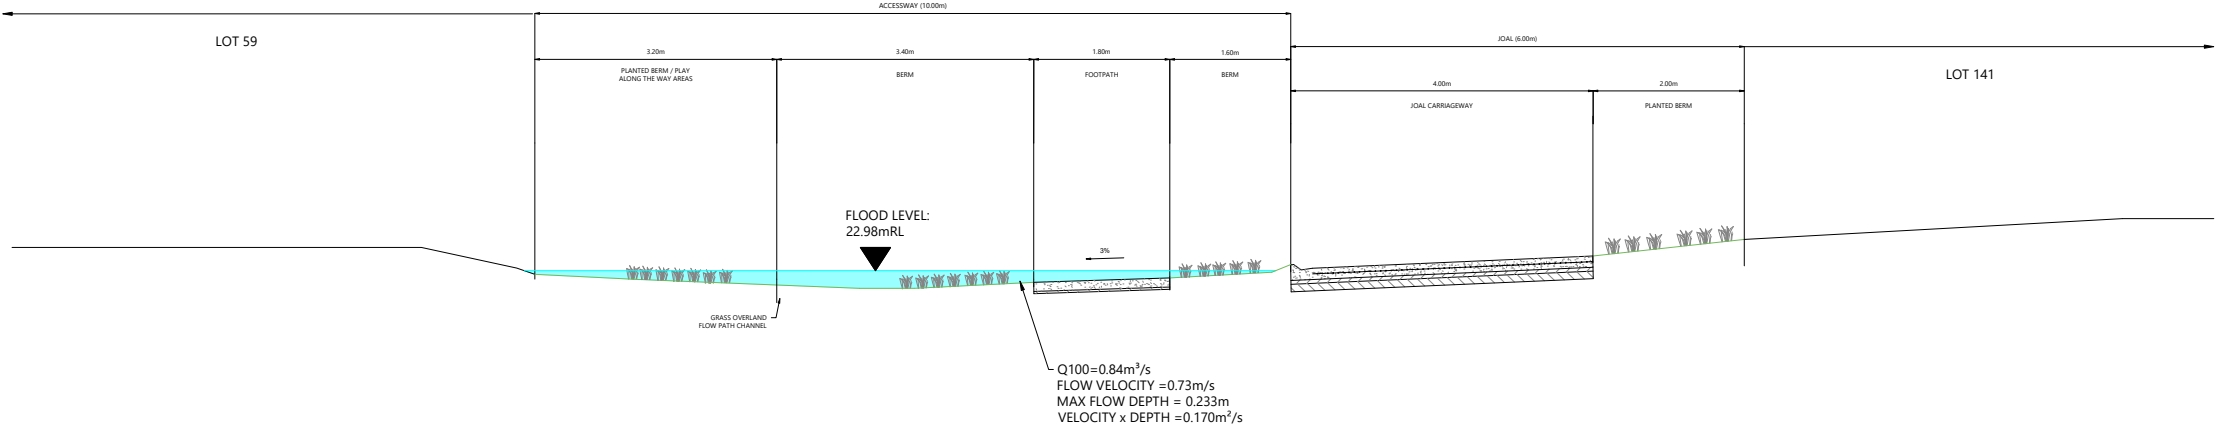 ACCESSWAY (10.00m)
LOT 59
JOAL (6.00m)
3.20m
3.40m
1.80m
1.60m
PLANTED BERM / PLAY
ALONG THE WAY AREAS
BERM
FOOTPATH
BERM
LOT 141
4.00m
2.00m
JOAL CARRIAGEWAY
PLANTED BERM
FLOOD LEVEL:
22.98mRL
3%
GRASS OVERLAND
FLOW PATH CHANNEL
Q100=0.84m³/s
FLOW VELOCITY =0.73m/s
MAX FLOW DEPTH = 0.233m
VELOCITY x DEPTH =0.170m²/s